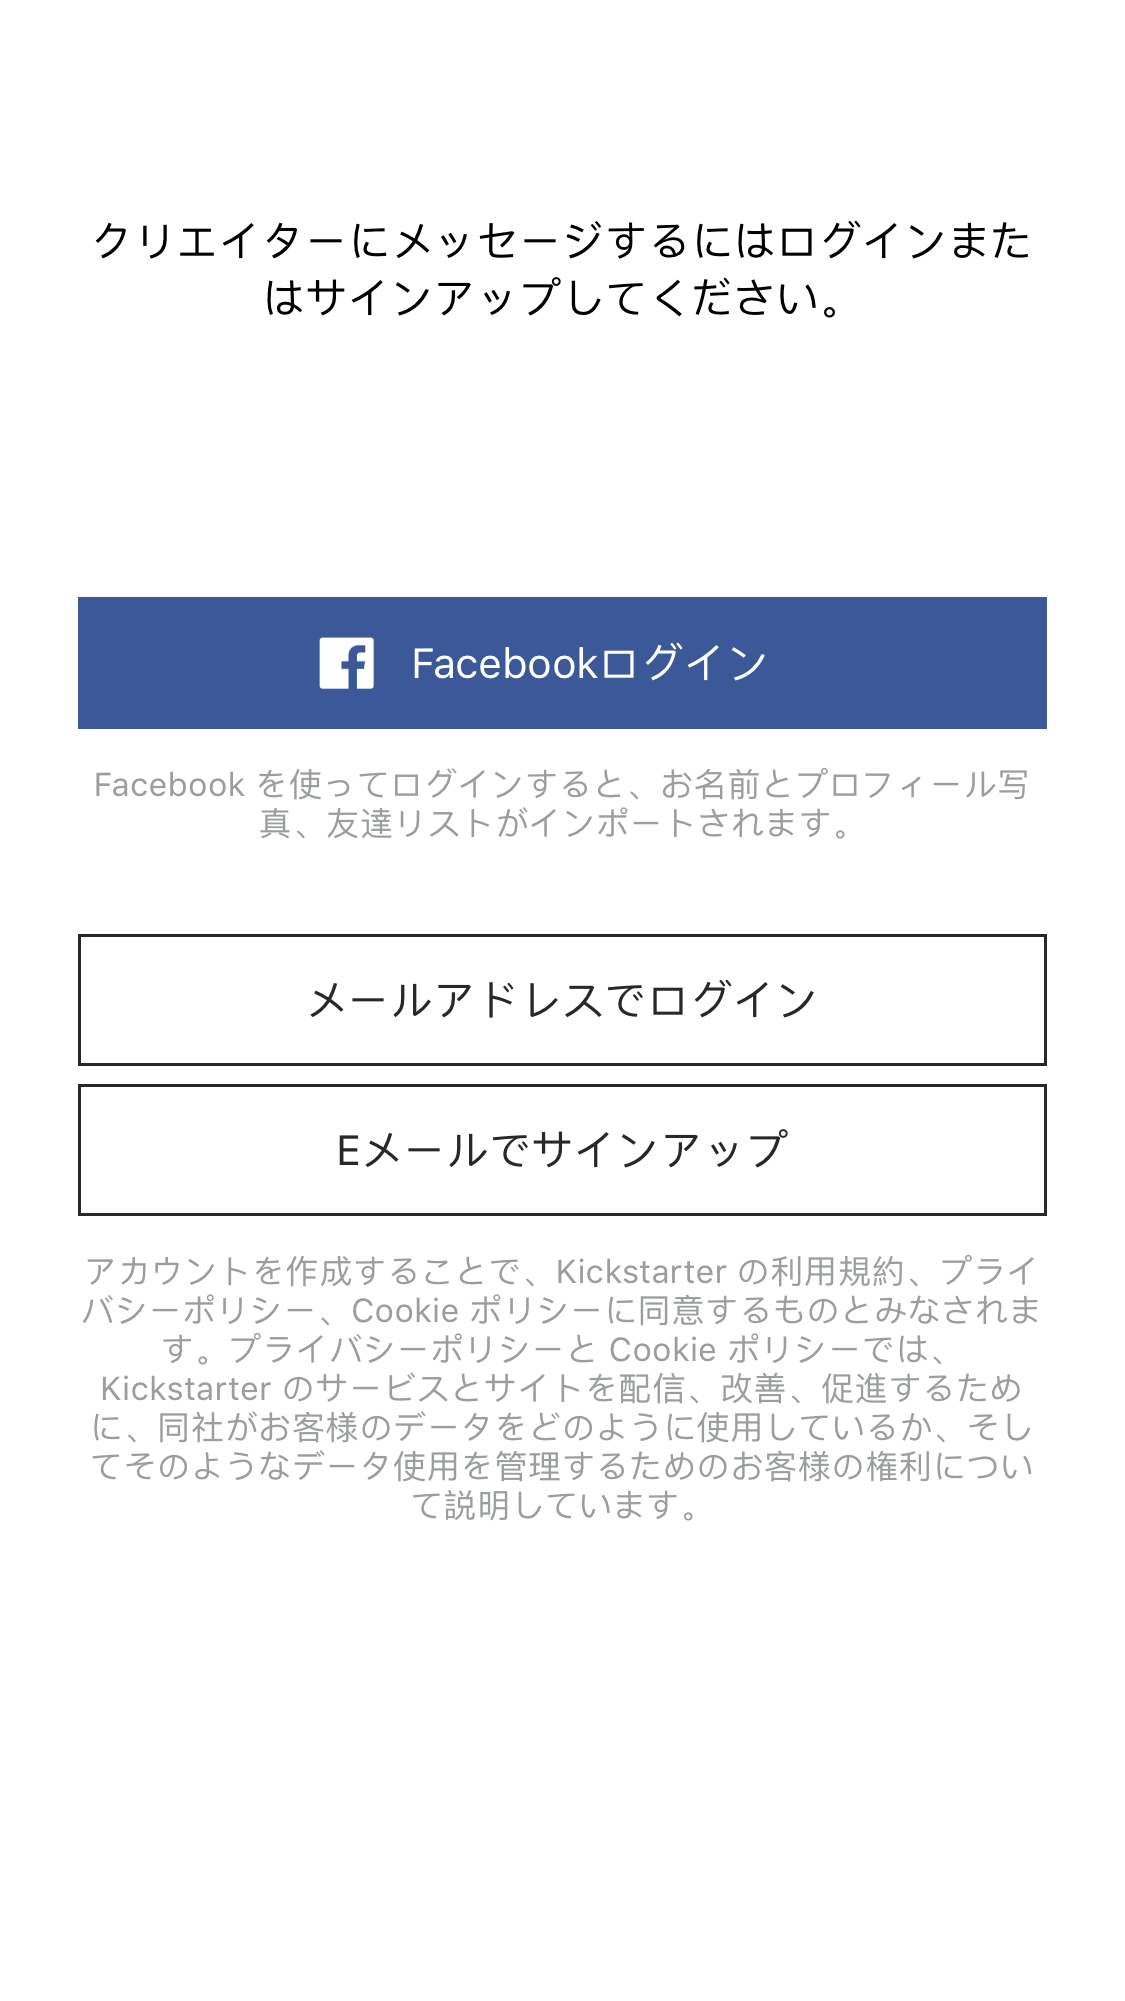 クリエイターにメッセージするにはログインまた
はサインアップしてください。
Facebookログイン
Facebook を使ってログインすると、お名前とプロフィール写
真、友達リストがインポートされます。
メールアドレスでログイン
Eメールでサインアップ
アカウントを作成することで、Kickstarter の利用規約、プライ
バシーポリシー、Cookie ポリシーに同意するものとみなされま
す。プライバシーポリシーと Cookie ポリシーでは、
Kickstarter のサービスとサイトを配信、改善、促進するため
に、同社がお客様のデータをどのように使用しているか、そし
てそのようなデータ使用を管理するためのお客様の権利につい
て説明しています。